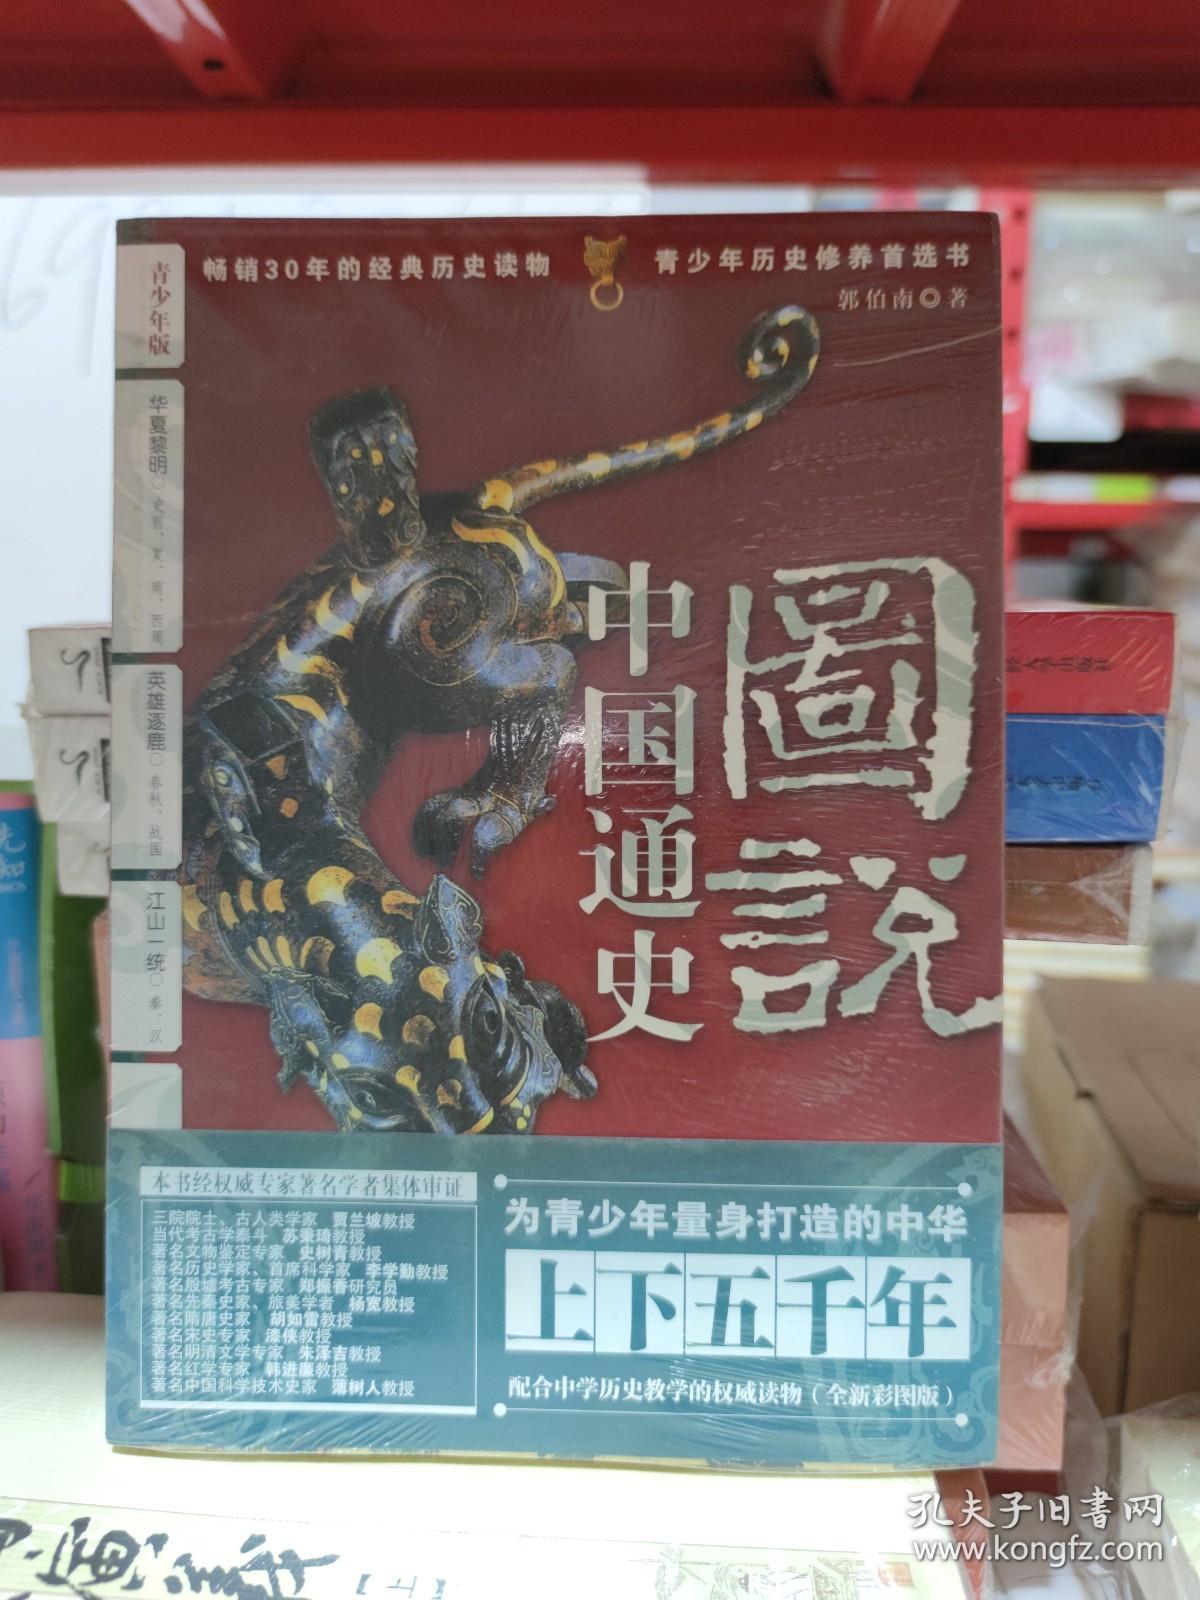 畅销30年的经典历史读物
青少年历史修养首选书
郭伯南◎著
青少年版
华夏黎明○史前、夏、商、西周
英雄逐鹿○春秋、战国
江山一统○秦、汉
圖説
中国通史
本书经权威专家著名学者集体审证
三院院士、古人类学家 贾兰坡教授
当代考古学泰斗 苏秉琦教授
著名文物鉴定专家 史树青教授
著名历史学家、首席科学家 李学勤教授
著名殷墟考古专家 郑振香研究员
著名先秦史家、旅美学者 杨宽教授
著名隋唐史家 胡如雷教授
著名宋史专家 漆侠教授
著名明清文学专家 朱泽吉教授
著名红学专家 韩进廉教授
著名中国科学技术史家 薄树人教授
为青少年量身打造的中华
上下五千年
配合中学历史教学的权威读物（全新彩图版）
大学出版社
【上】
孔夫子旧书网
www.kongfz.com